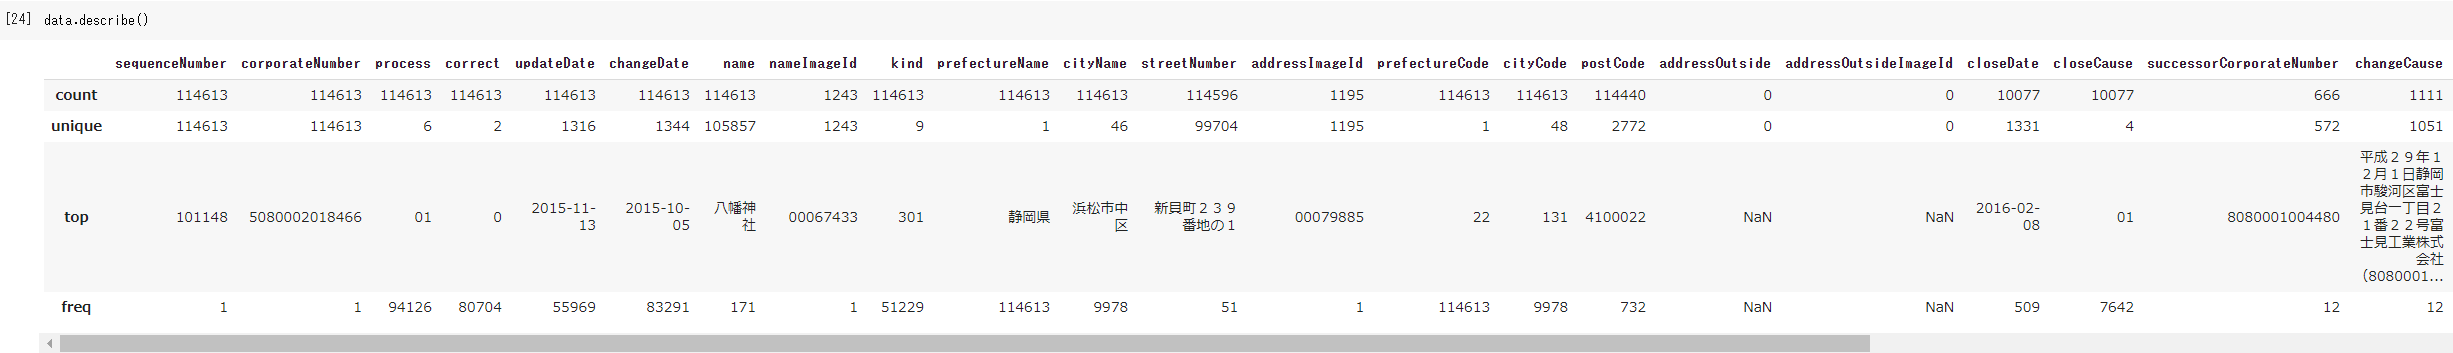 [24] data.describe()
sequenceNumber corporateNumber process correct updateDate changeDate name nameImageId kind prefectureName cityName streetNumber addressImageId prefectureCode cityCode postCode addressOutside addressOutsideImageId closeDate closeCause successorCorporateNumber changeCause
count 114613 114613 114613 114613 114613 114613 114613 1243 114613 114613 114613 114596 1195 114613 114613 114440 0 0 10077 10077 666 1111
unique 114613 114613 6 2 1316 1344 105857 1243 9 1 46 99704 1195 1 48 2772 0 0 1331 4 572 1051
top 101148 5080002018466 01 0 2015-11-13 2015-10-05 八幡神社 00067433 301 静岡県 浜松市中区 新貝町２３９番地の１ 00079885 22 131 4100022 NaN NaN 2016-02-08 01 8080001004480 平成２９年１２月１日静岡市駿河区富士見台一丁目２１番２２号富士見工業株式会社（8080001...
freq 1 1 94126 80704 55969 83291 171 1 51229 114613 9978 51 1 114613 9978 732 NaN NaN 509 7642 12 12